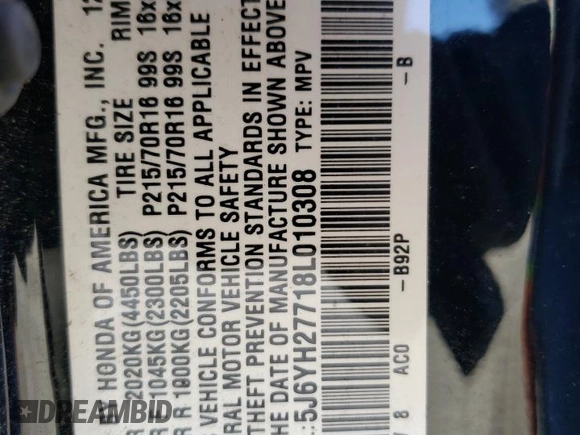 HONDA OF AMERICA MFG., INC. 12
TIRE SIZE RIM
R 2020KG(4450LBS)
1045KG(2300LBS) P215/70R16 99S 16x
R R 1000KG(2205LBS) P215/70R16 99S 16x
VEHICLE CONFORMS TO ALL APPLICABLE
RAL MOTOR VEHICLE SAFETY
THEFT PREVENTION STANDARDS IN EFFECT
THE DATE OF MANUFACTURE SHOWN ABOVE
:5J6YH27718L010308 TYPE: MPV
8 AC0 -B92P -B
DREAMBID